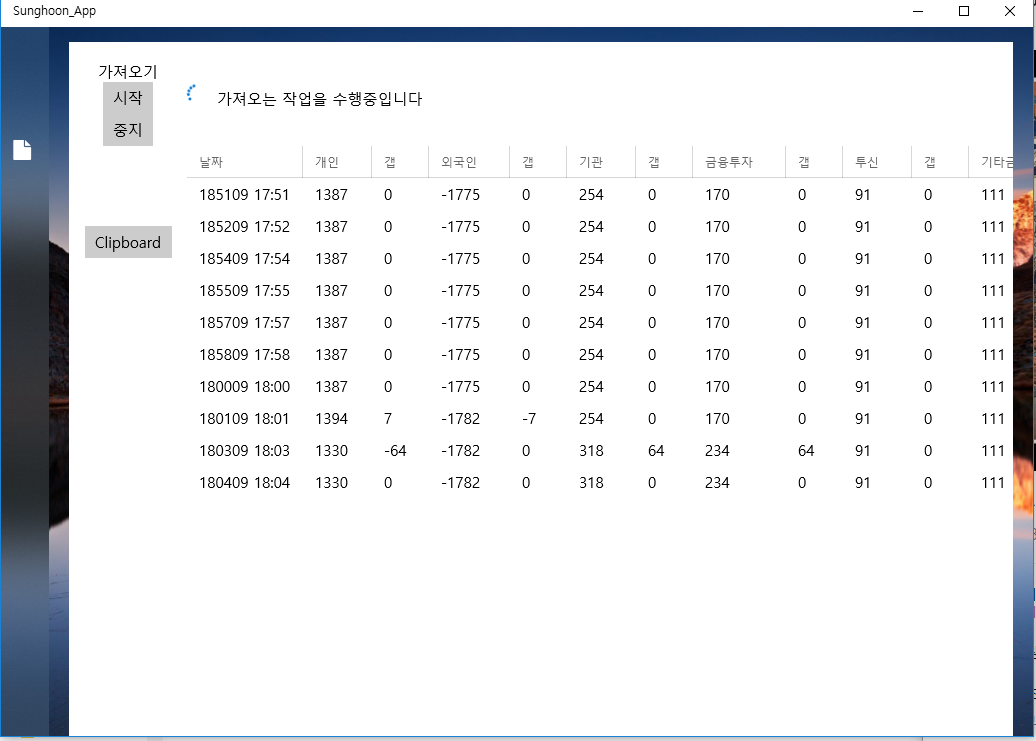 Sunghoon_App
가져오기
시작
가져오는 작업을 수행중입니다
중지
날짜 개인 갭 외국인 갭 기관 갭 금융투자 갭 투신 갭 기타금
185109 17:51 1387 0 -1775 0 254 0 170 0 91 0 111
185209 17:52 1387 0 -1775 0 254 0 170 0 91 0 111
Clipboard
185409 17:54 1387 0 -1775 0 254 0 170 0 91 0 111
185509 17:55 1387 0 -1775 0 254 0 170 0 91 0 111
185709 17:57 1387 0 -1775 0 254 0 170 0 91 0 111
185809 17:58 1387 0 -1775 0 254 0 170 0 91 0 111
180009 18:00 1387 0 -1775 0 254 0 170 0 91 0 111
180109 18:01 1394 7 -1782 -7 254 0 170 0 91 0 111
180309 18:03 1330 -64 -1782 0 318 64 234 64 91 0 111
180409 18:04 1330 0 -1782 0 318 0 234 0 91 0 111